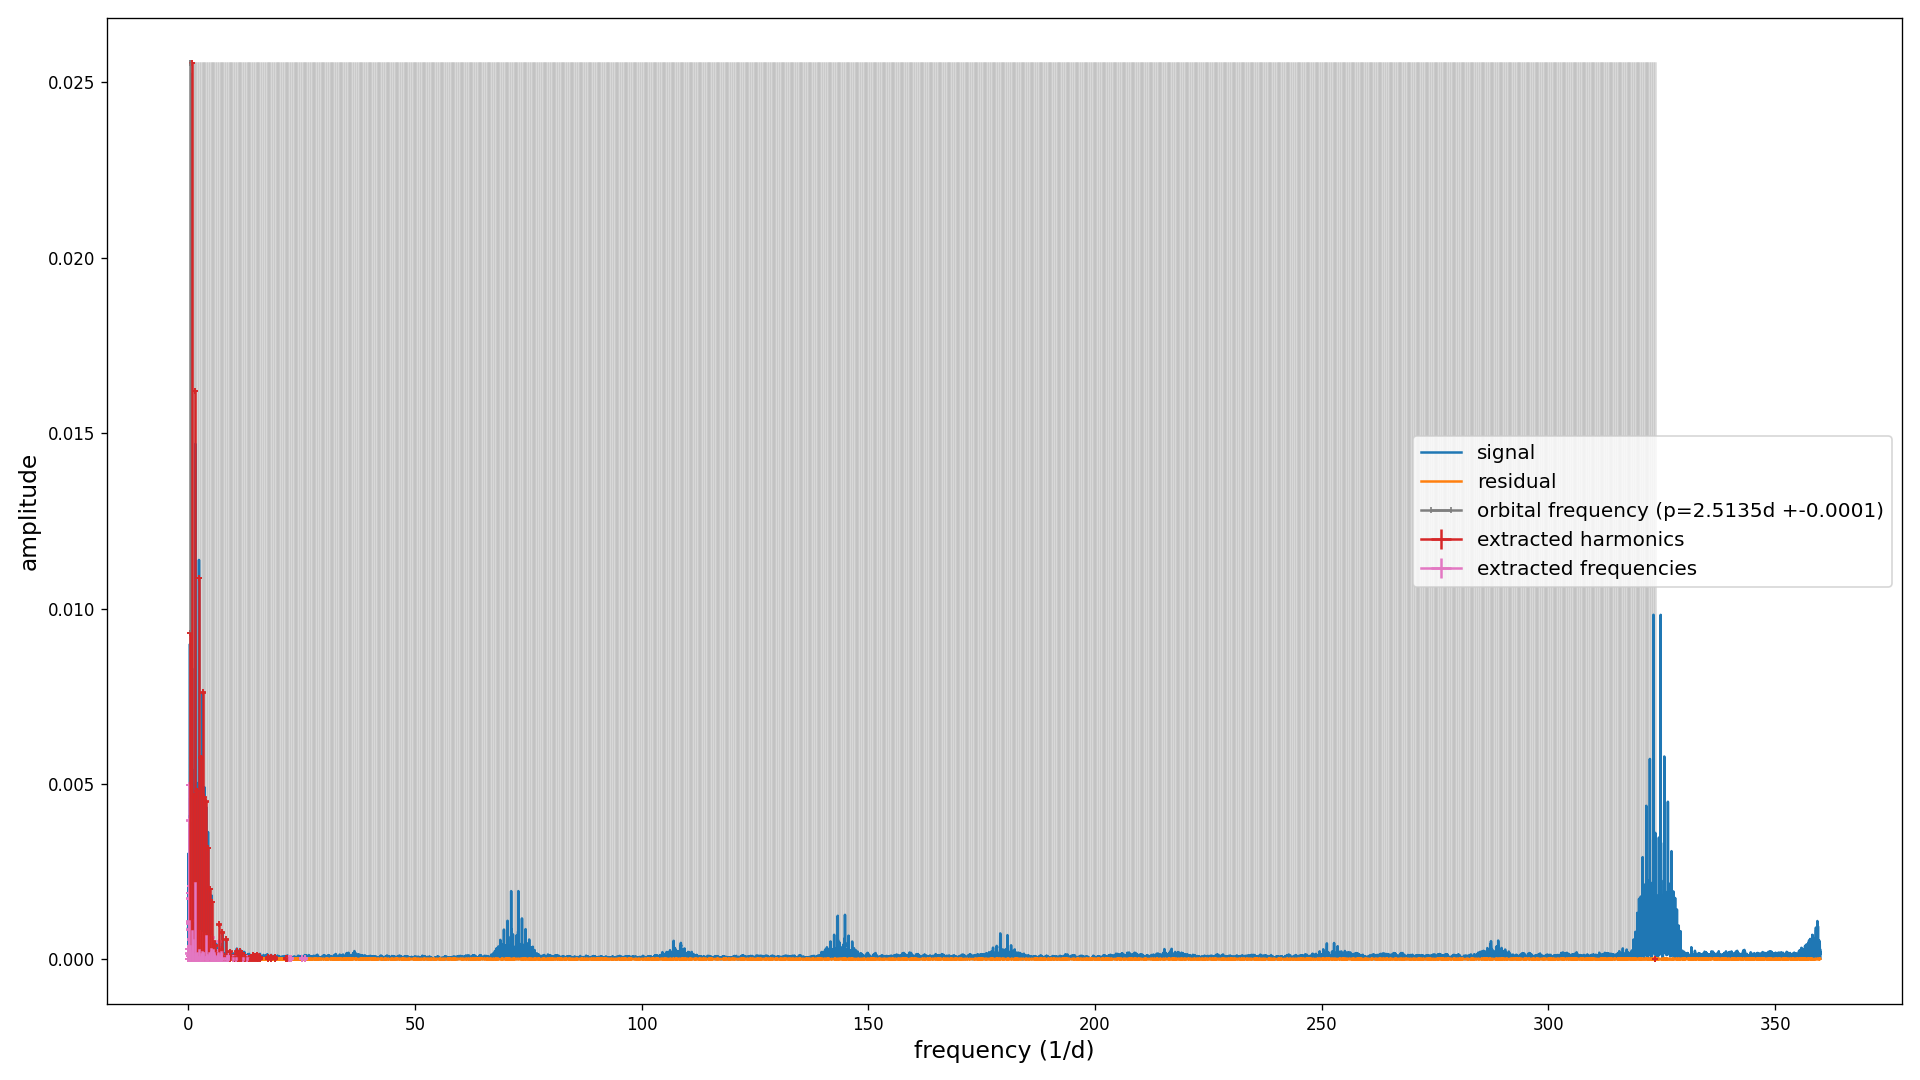 0.025
0.020
0.015
0.010
0.005
0.000
amplitude
signal
residual
orbital frequency (p=2.5135d +-0.0001)
extracted harmonics
extracted frequencies
0 50 100 150 200 250 300 350
frequency (1/d)